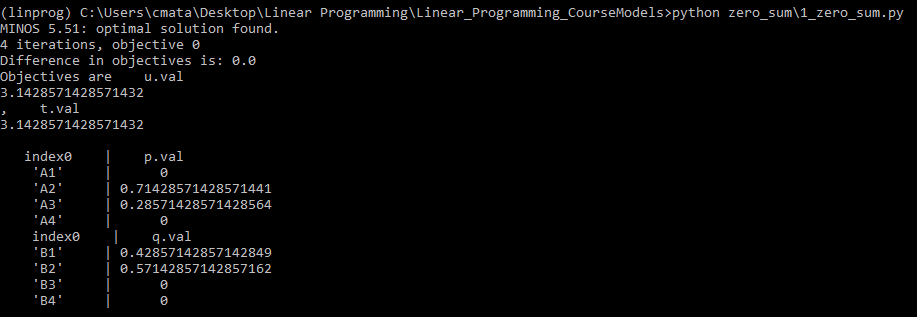 (linprog) C:\Users\cmata\Desktop\Linear Programming\Linear_Programming_CourseModels>python zero_sum\1_zero_sum.py
MINOS 5.51: optimal solution found.
4 iterations, objective 0
Difference in objectives is: 0.0
Objectives are    u.val
3.1428571428571432
,    t.val
3.1428571428571432
index0    |    p.val
'A1'     |      0
'A2'     | 0.71428571428571441
'A3'     | 0.28571428571428564
'A4'     |      0
index0    |    q.val
'B1'     | 0.42857142857142849
'B2'     | 0.57142857142857162
'B3'     |      0
'B4'     |      0